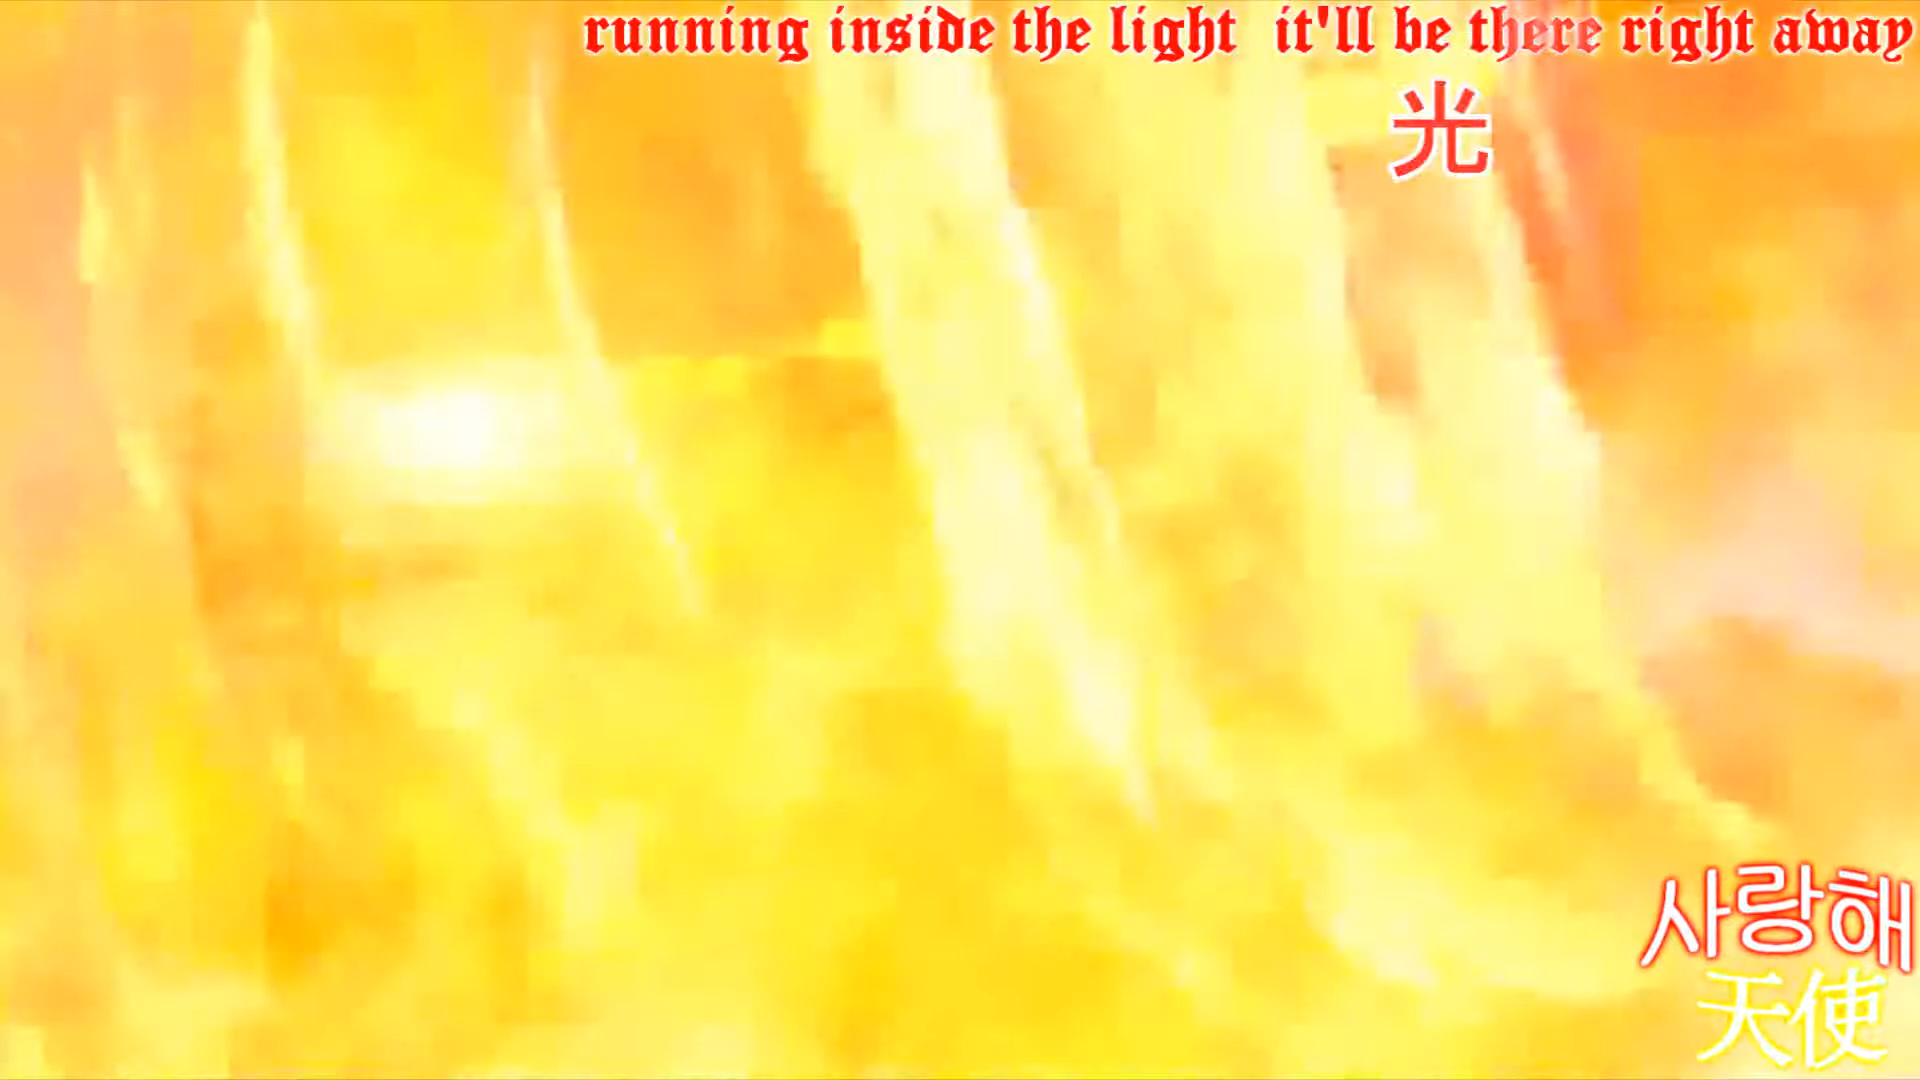 running inside the light  it'll be there right away
光
사랑해
天使